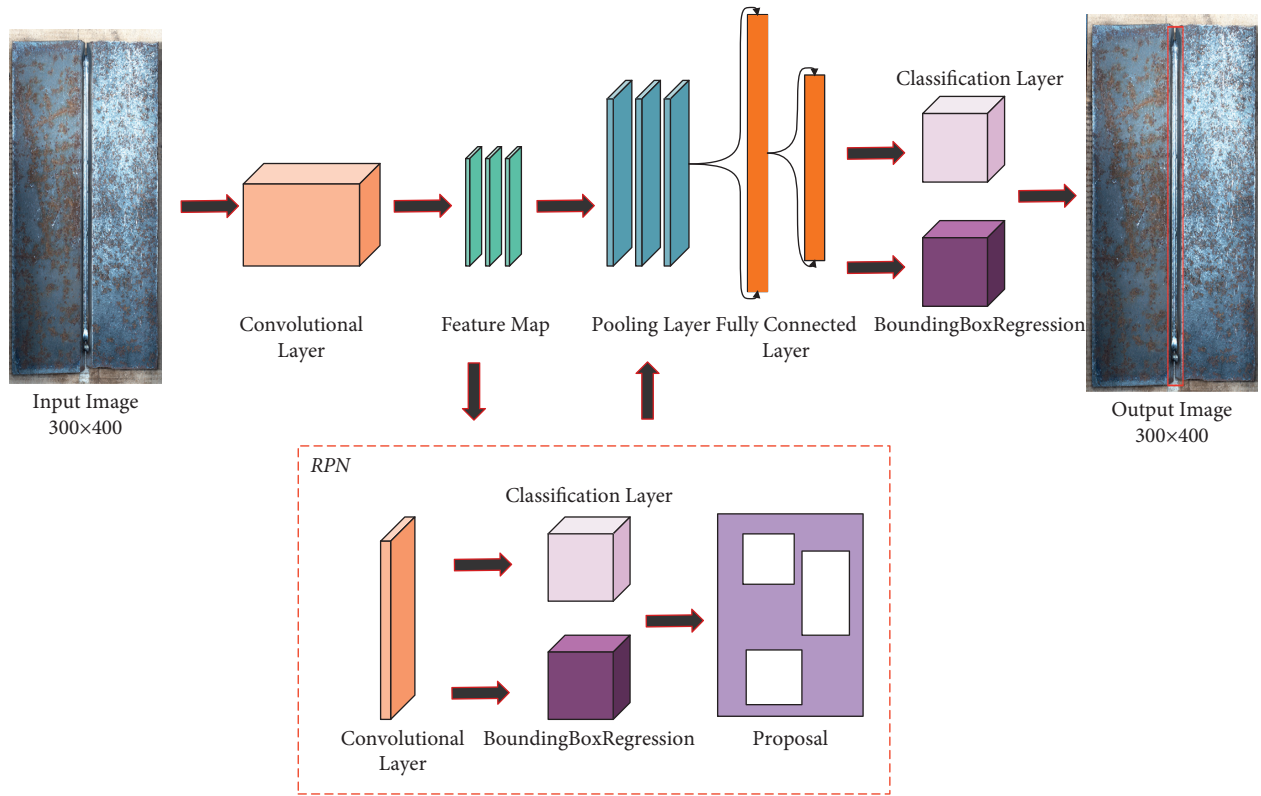 Input Image
300×400
Convolutional
Layer
Feature Map
Pooling Layer
Fully Connected
Layer
Classification Layer
BoundingBoxRegression
Output Image
300×400
RPN
Convolutional
Layer
Classification Layer
BoundingBoxRegression
Proposal